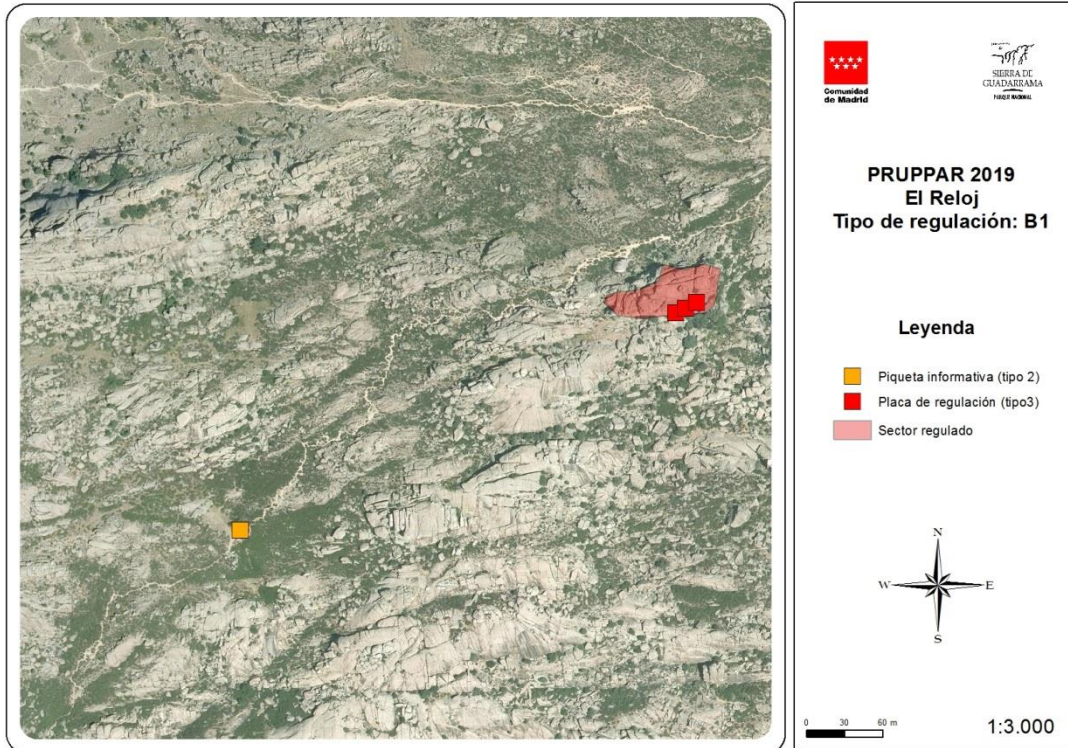 Comunidad
de Madrid
SIERRA DE
GUADARRAMA
PARQUE NACIONAL
PRUPPAR 2019
El Reloj
Tipo de regulación: B1
Leyenda
Piqueta informativa (tipo 2)
Placa de regulación (tipo3)
Sector regulado
N
W
E
S
0 30 60 m
1:3.000